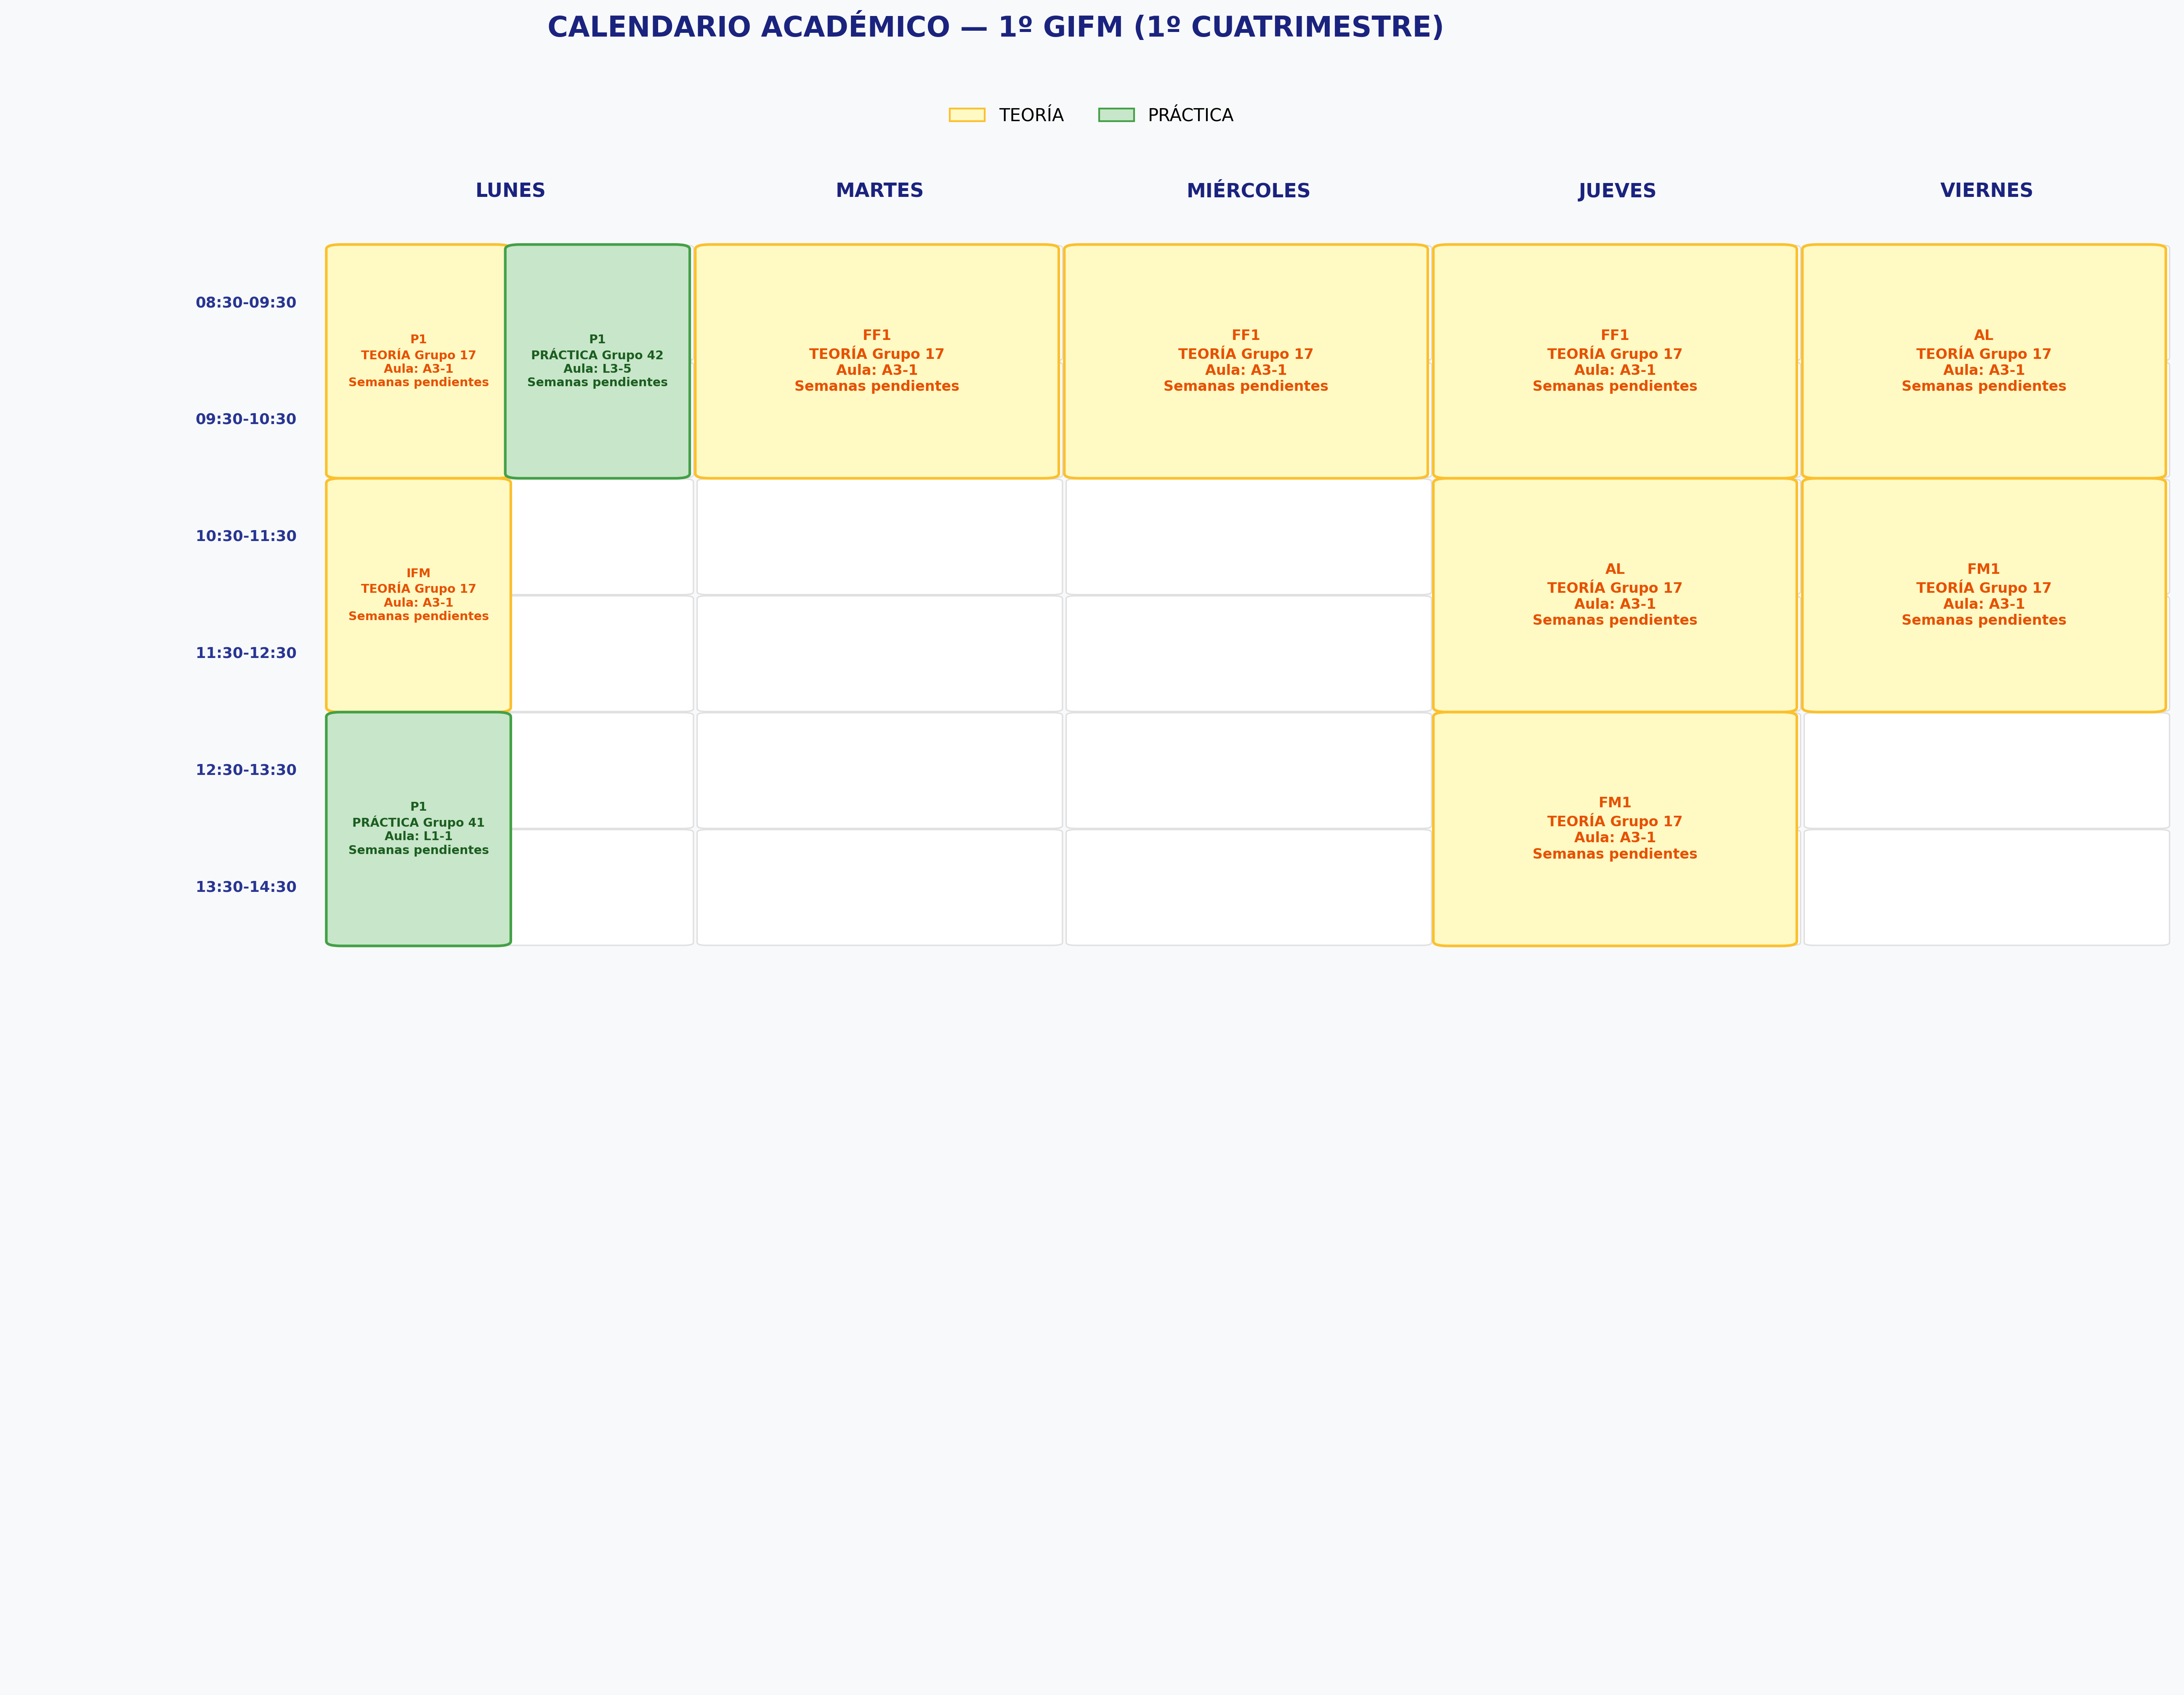 CALENDARIO ACADÉMICO — 1º GIFM (1º CUATRIMESTRE)
TEORÍA
PRÁCTICA
LUNES
MARTES
MIÉRCOLES
JUEVES
VIERNES
08:30-09:30
09:30-10:30
P1
TEORÍA Grupo 17
Aula: A3-1
Semanas pendientes
P1
PRÁCTICA Grupo 42
Aula: L3-5
Semanas pendientes
FF1
TEORÍA Grupo 17
Aula: A3-1
Semanas pendientes
FF1
TEORÍA Grupo 17
Aula: A3-1
Semanas pendientes
FF1
TEORÍA Grupo 17
Aula: A3-1
Semanas pendientes
AL
TEORÍA Grupo 17
Aula: A3-1
Semanas pendientes
10:30-11:30
11:30-12:30
IFM
TEORÍA Grupo 17
Aula: A3-1
Semanas pendientes
AL
TEORÍA Grupo 17
Aula: A3-1
Semanas pendientes
FM1
TEORÍA Grupo 17
Aula: A3-1
Semanas pendientes
12:30-13:30
13:30-14:30
P1
PRÁCTICA Grupo 41
Aula: L1-1
Semanas pendientes
FM1
TEORÍA Grupo 17
Aula: A3-1
Semanas pendientes